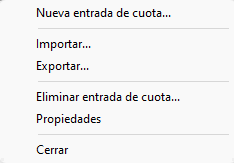 Nueva entrada de cuota...
Importar...
Exportar...
Eliminar entrada de cuota...
Propiedades
Cerrar